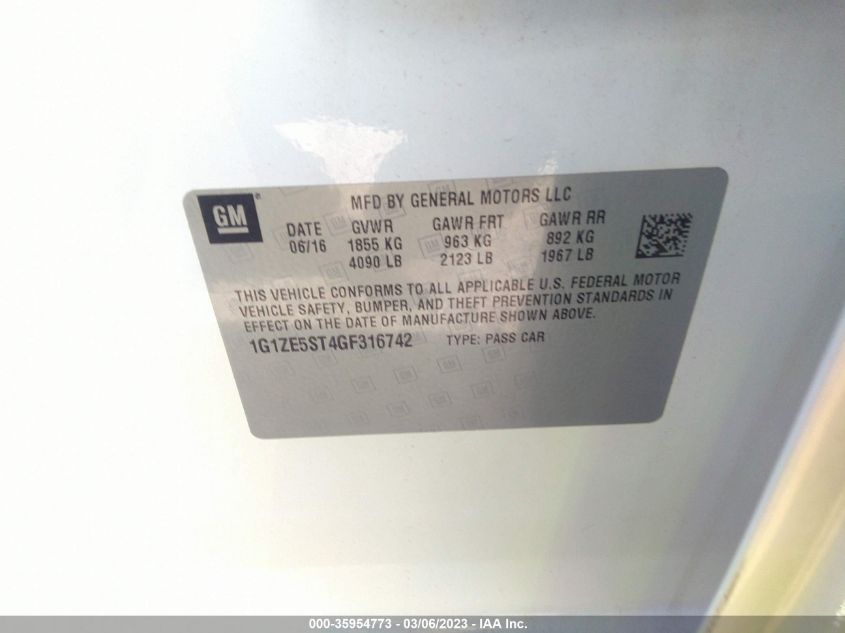 GM
MFD BY GENERAL MOTORS LLC
DATE GVWR GAWR FRT GAWR RR
06/16 1855 KG 963 KG 892 KG
4090 LB 2123 LB 1967 LB
THIS VEHICLE CONFORMS TO ALL APPLICABLE U.S. FEDERAL MOTOR
VEHICLE SAFETY, BUMPER, AND THEFT PREVENTION STANDARDS IN
EFFECT ON THE DATE OF MANUFACTURE SHOWN ABOVE.
1G1ZE5ST4GF316742 TYPE: PASS CAR
000-35954773 - 03/06/2023 - IAA Inc.